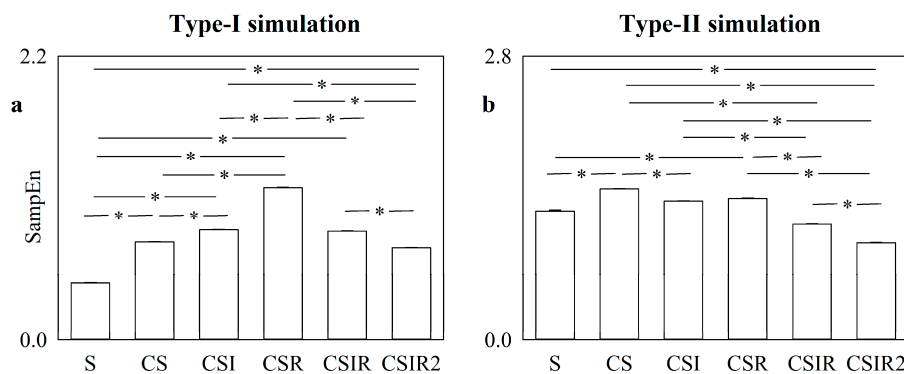 Type-I simulation
Type-II simulation
2.2
2.8
a
b
* * * * * * * * * * * * *
* * * * * * * * * * * * *
SampEn
0.0
0.0
S CS CSI CSR CSIR CSIR2
S CS CSI CSR CSIR CSIR2